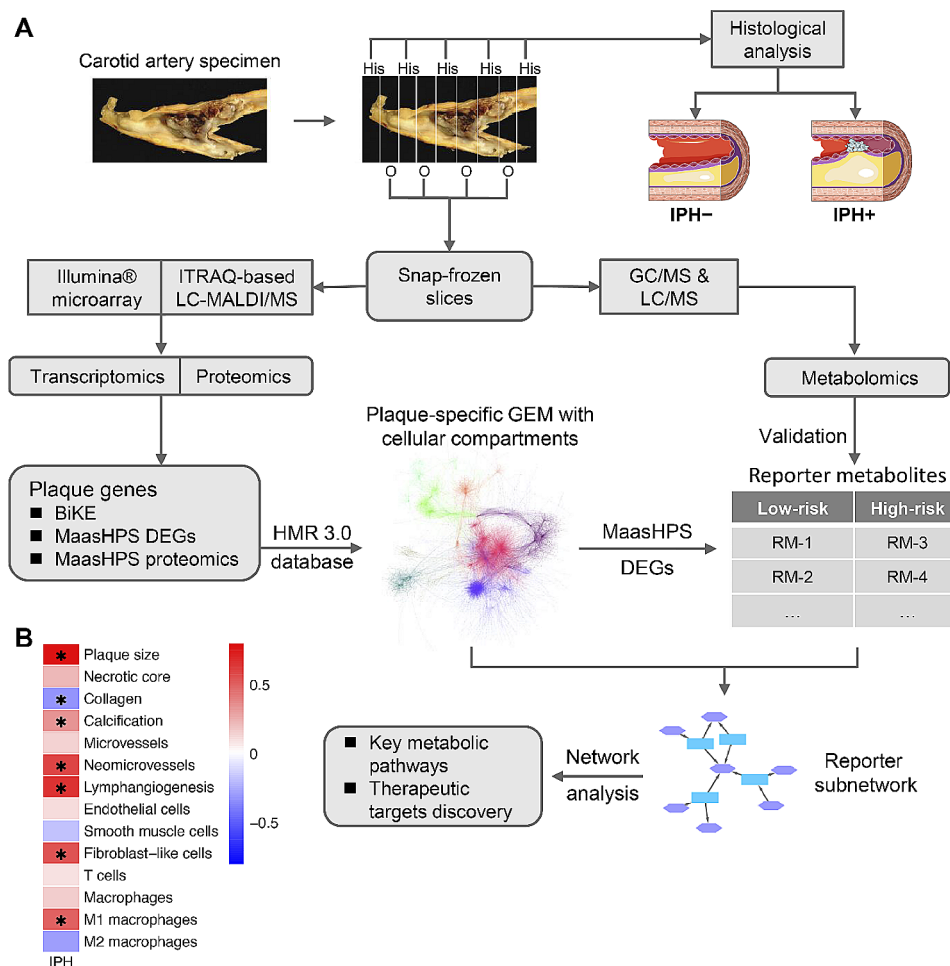 A
Carotid artery specimen
His His His His His
O O O O
Histological
analysis
IPH−
IPH+
Illumina®
microarray
ITRAQ-based
LC-MALDI/MS
Snap-frozen
slices
GC/MS &
LC/MS
Transcriptomics
Proteomics
Metabolomics
Validation
Plaque genes
■ BiKE
■ MaasHPS DEGs
■ MaasHPS proteomics
HMR 3.0
database
Plaque-specific GEM with
cellular compartments
MaasHPS
DEGs
Reporter metabolites
Low-risk High-risk
RM-1 RM-3
RM-2 RM-4
... ...
Reporter
subnetwork
Network
analysis
■ Key metabolic
pathways
■ Therapeutic
targets discovery
B
* Plaque size
Necrotic core
* Collagen
* Calcification
Microvessels
* Neomicrovessels
* Lymphangiogenesis
Endothelial cells
Smooth muscle cells
* Fibroblast−like cells
T cells
Macrophages
* M1 macrophages
M2 macrophages
IPH
0.5
0
−0.5